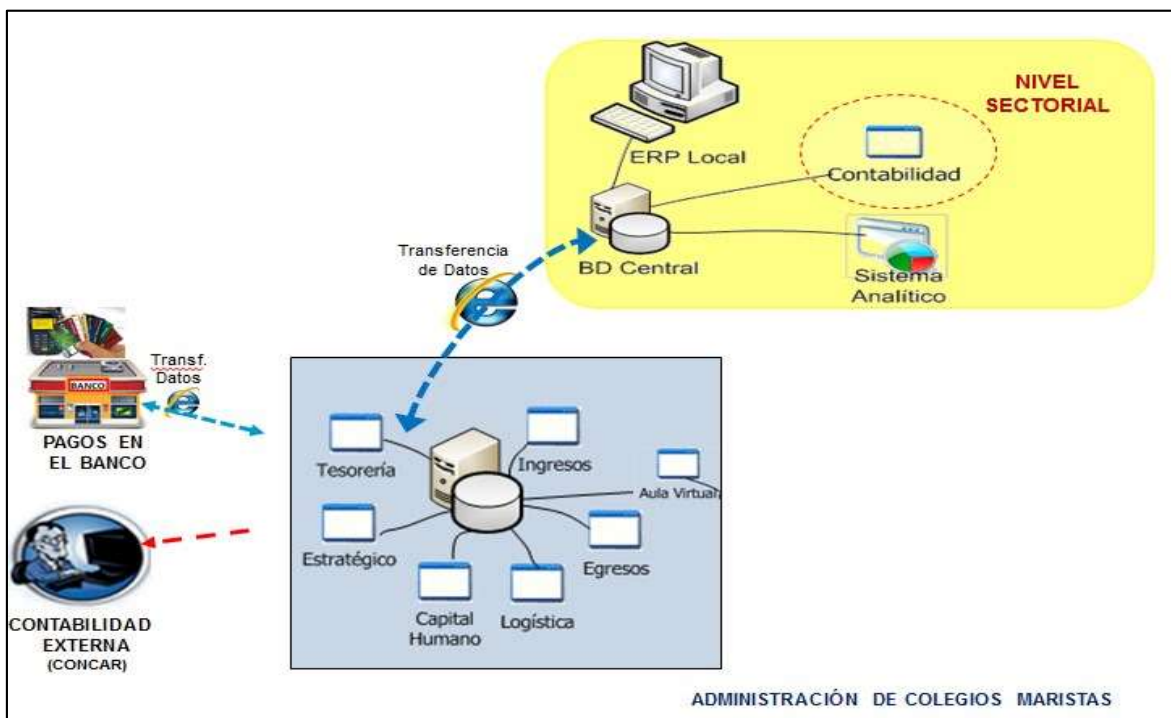 NIVEL
SECTORIAL
ERP Local
Contabilidad
BD Central
Sistema
Analítico
Transferencia
de Datos
Transf.
Datos
BANCO
PAGOS EN
EL BANCO
Tesorería
Ingresos
Aula Virtual
Estratégico
Egresos
Capital
Humano
Logística
CONTABILIDAD
EXTERNA
(CONCAR)
ADMINISTRACIÓN DE COLEGIOS MARISTAS